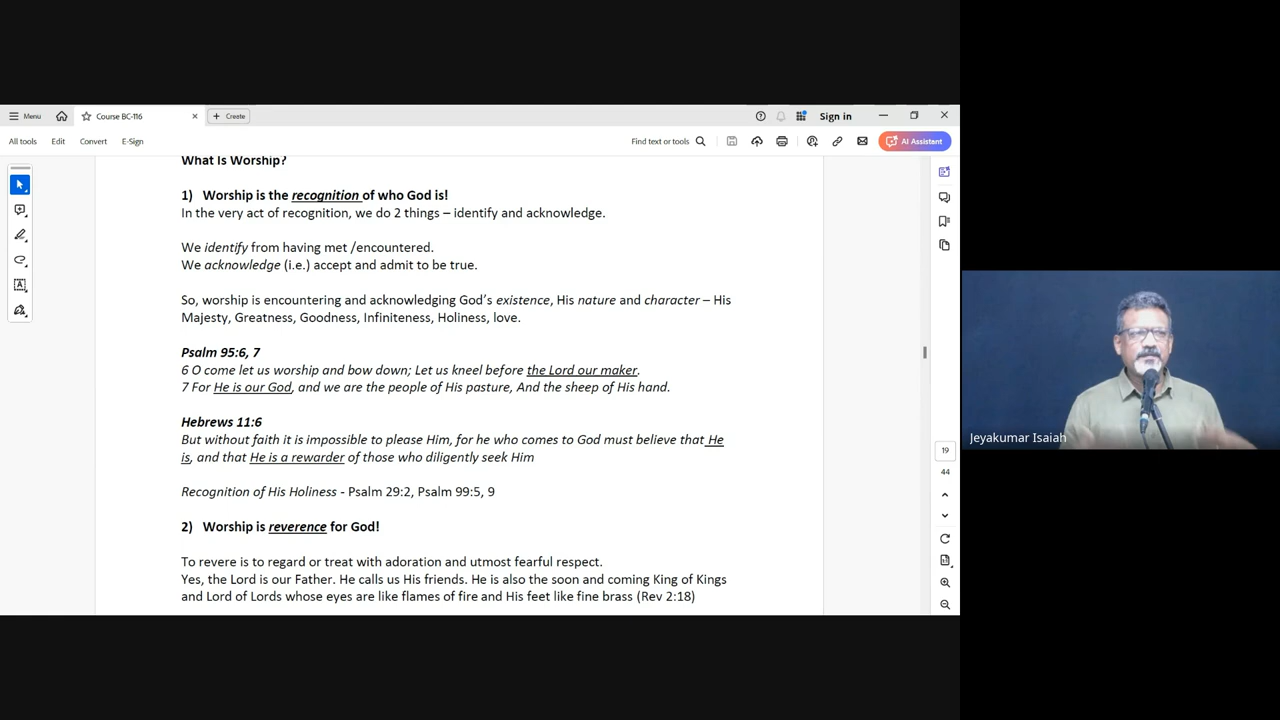 Menu
Course BC-116
Create
Sign in
All tools
Edit
Convert
E-Sign
Find text or tools
AI Assistant
What Is Worship?
1) Worship is the recognition of who God is!
In the very act of recognition, we do 2 things – identify and acknowledge.
We identify from having met /encountered.
We acknowledge (i.e.) accept and admit to be true.
So, worship is encountering and acknowledging God's existence, His nature and character – His
Majesty, Greatness, Goodness, Infiniteness, Holiness, love.
Psalm 95:6, 7
6 O come let us worship and bow down; Let us kneel before the Lord our maker.
7 For He is our God, and we are the people of His pasture, And the sheep of His hand.
Hebrews 11:6
But without faith it is impossible to please Him, for he who comes to God must believe that He
is, and that He is a rewarder of those who diligently seek Him
Recognition of His Holiness - Psalm 29:2, Psalm 99:5, 9
2) Worship is reverence for God!
To revere is to regard or treat with adoration and utmost fearful respect.
Yes, the Lord is our Father. He calls us His friends. He is also the soon and coming King of Kings
and Lord of Lords whose eyes are like flames of fire and His feet like fine brass (Rev 2:18)
19
44
Jeyakumar Isaiah